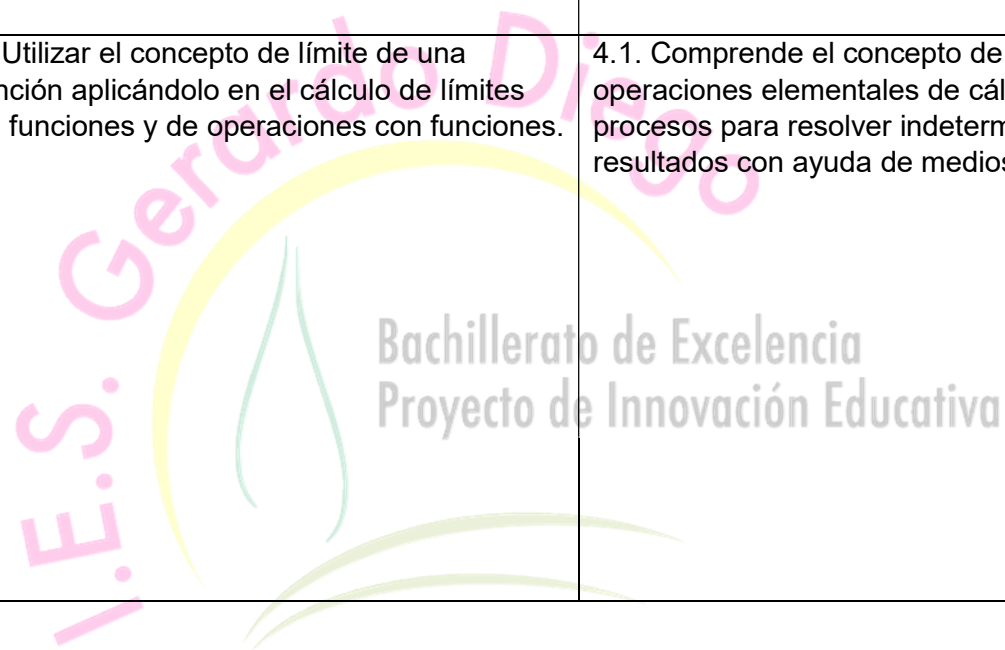 Utilizar el concepto de límite de una
nción aplicándolo en el cálculo de límites
funciones y de operaciones con funciones.
4.1. Comprende el concepto de
operaciones elementales de cál
procesos para resolver indeterm
resultados con ayuda de medios
I.E.S. Gerardo Diego
Bachillerato de Excelencia
Proyecto de Innovación Educativa